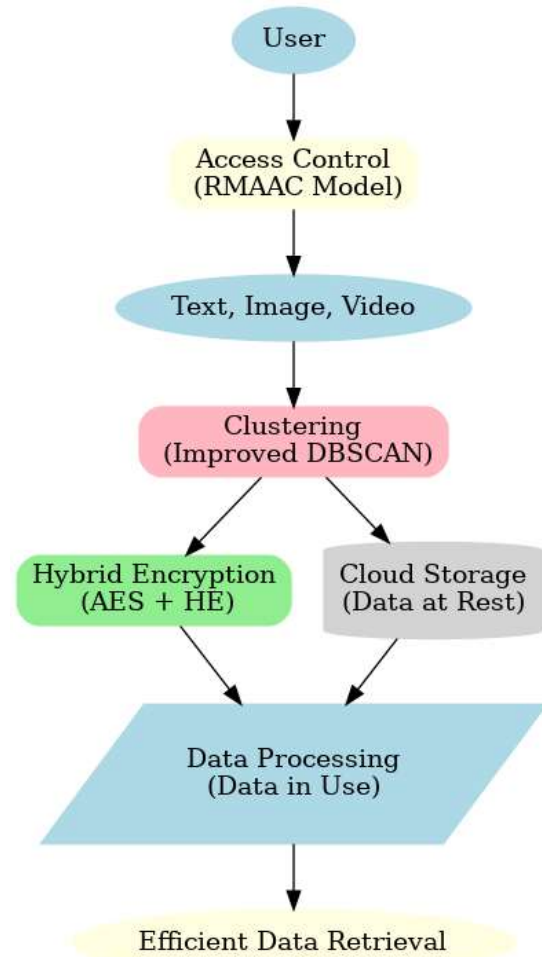 User
Access Control
(RMAAC Model)
Text, Image, Video
Clustering
(Improved DBSCAN)
Hybrid Encryption
(AES + HE)
Cloud Storage
(Data at Rest)
Data Processing
(Data in Use)
Efficient Data Retrieval